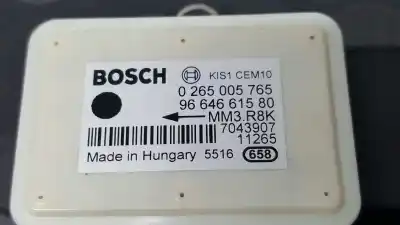 BOSCH KIS1 CEM10
0 265 005 765
96 646 615 80
MM3.R8K
7043907
11265
Made in Hungary 5516 658